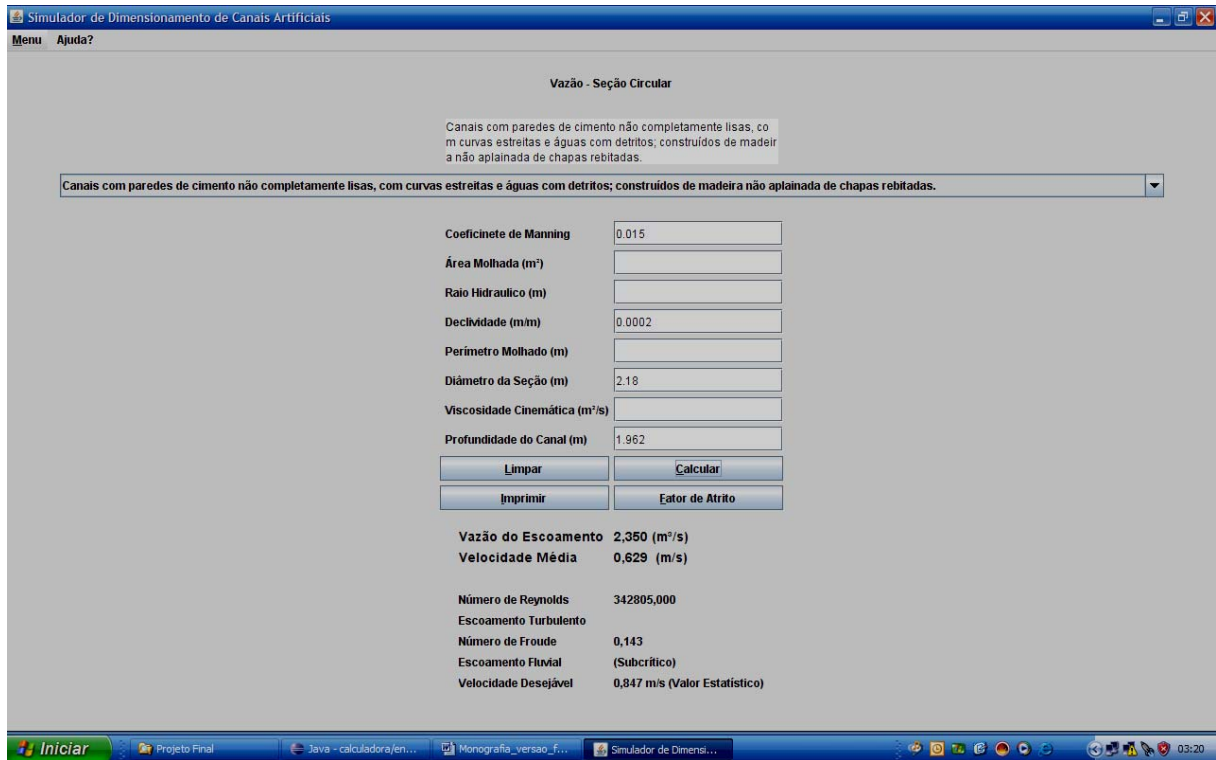 Simulador de Dimensionamento de Canais Artificiais
Menu Ajuda?
Vazão - Seção Circular
Canais com paredes de cimento não completamente lisas, co
m curvas estreitas e águas com detritos; construídos de madeir
a não aplainada de chapas rebitadas.
Canais com paredes de cimento não completamente lisas, com curvas estreitas e águas com detritos; construídos de madeira não aplainada de chapas rebitadas.
Coeficinete de Manning 0.015
Área Molhada (m²)
Raio Hidraulico (m)
Declividade (m/m) 0.0002
Perímetro Molhado (m)
Diâmetro da Seção (m) 2.18
Viscosidade Cinemática (m²/s)
Profundidade do Canal (m) 1.962
Limpar Calcular
Imprimir Fator de Atrito
Vazão do Escoamento 2,350 (m³/s)
Velocidade Média 0,629 (m/s)
Número de Reynolds 342805,000
Escoamento Turbulento
Número de Froude 0,143
Escoamento Fluvial (Subcrítico)
Velocidade Desejável 0,847 m/s (Valor Estatístico)
Iniciar Projeto Final Java - calculadora/en... Monografia_versao_f... Simulador de Dimensi... 03:20